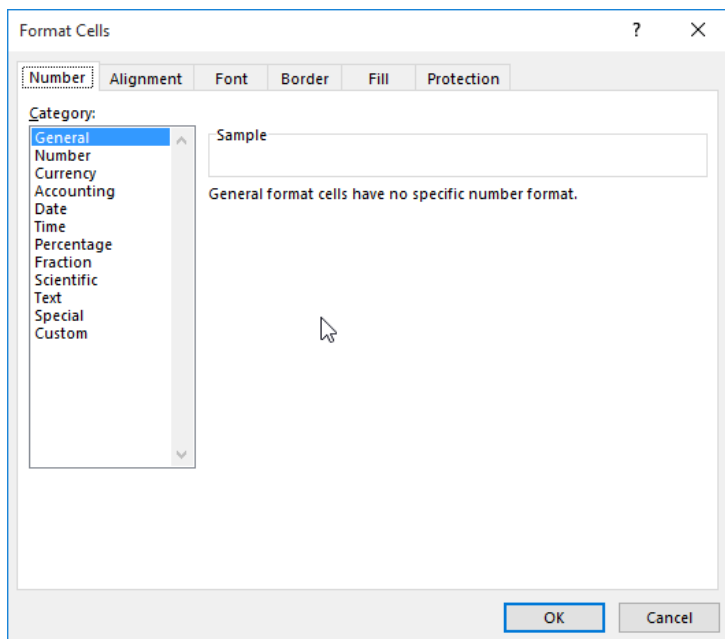 Format Cells ?
Number Alignment Font Border Fill Protection
Category:
General
Number
Currency
Accounting
Date
Time
Percentage
Fraction
Scientific
Text
Special
Custom
Sample
General format cells have no specific number format.
OK Cancel